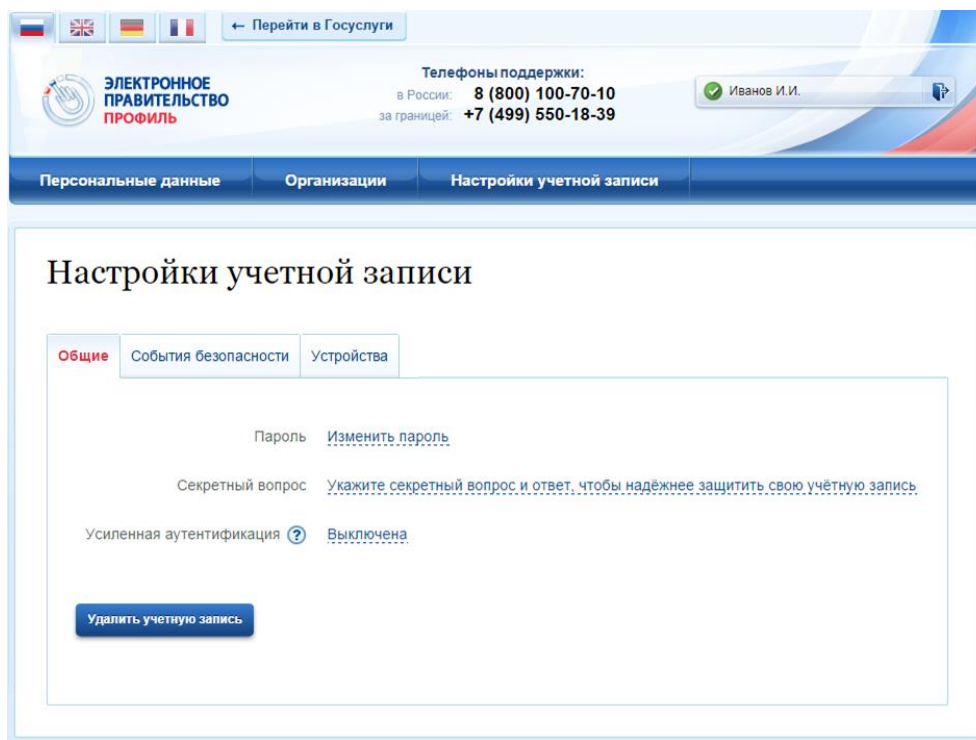 ← Перейти в Госуслуги
ЭЛЕКТРОННОЕ
ПРАВИТЕЛЬСТВО
ПРОФИЛЬ
Телефоны поддержки:
в России: 8 (800) 100-70-10
за границей: +7 (499) 550-18-39
Иванов И.И.
Персональные данные Организации Настройки учетной записи
Настройки учетной записи
Общие События безопасности Устройства
Пароль Изменить пароль
Секретный вопрос Укажите секретный вопрос и ответ, чтобы надёжнее защитить свою учётную запись
Усиленная аутентификация ? Выключена
Удалить учетную запись